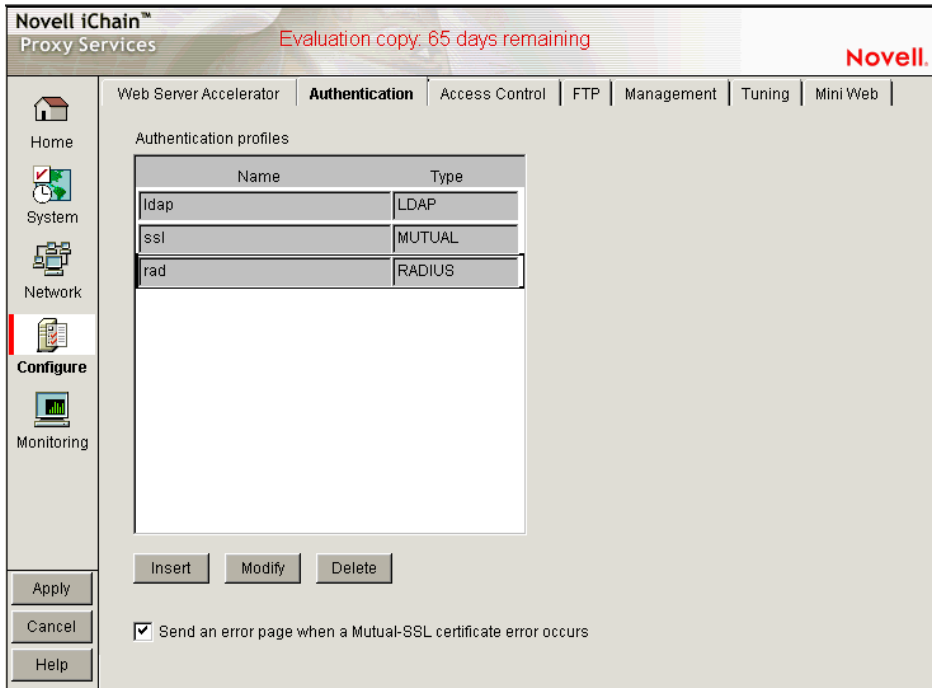 Novell iChain™
Proxy Services
Evaluation copy: 65 days remaining
Novell.
Web Server Accelerator
Authentication
Access Control
FTP
Management
Tuning
Mini Web
Home
System
Network
Configure
Monitoring
Authentication profiles
Name Type
ldap LDAP
ssl MUTUAL
rad RADIUS
Insert Modify Delete
Send an error page when a Mutual-SSL certificate error occurs
Apply
Cancel
Help